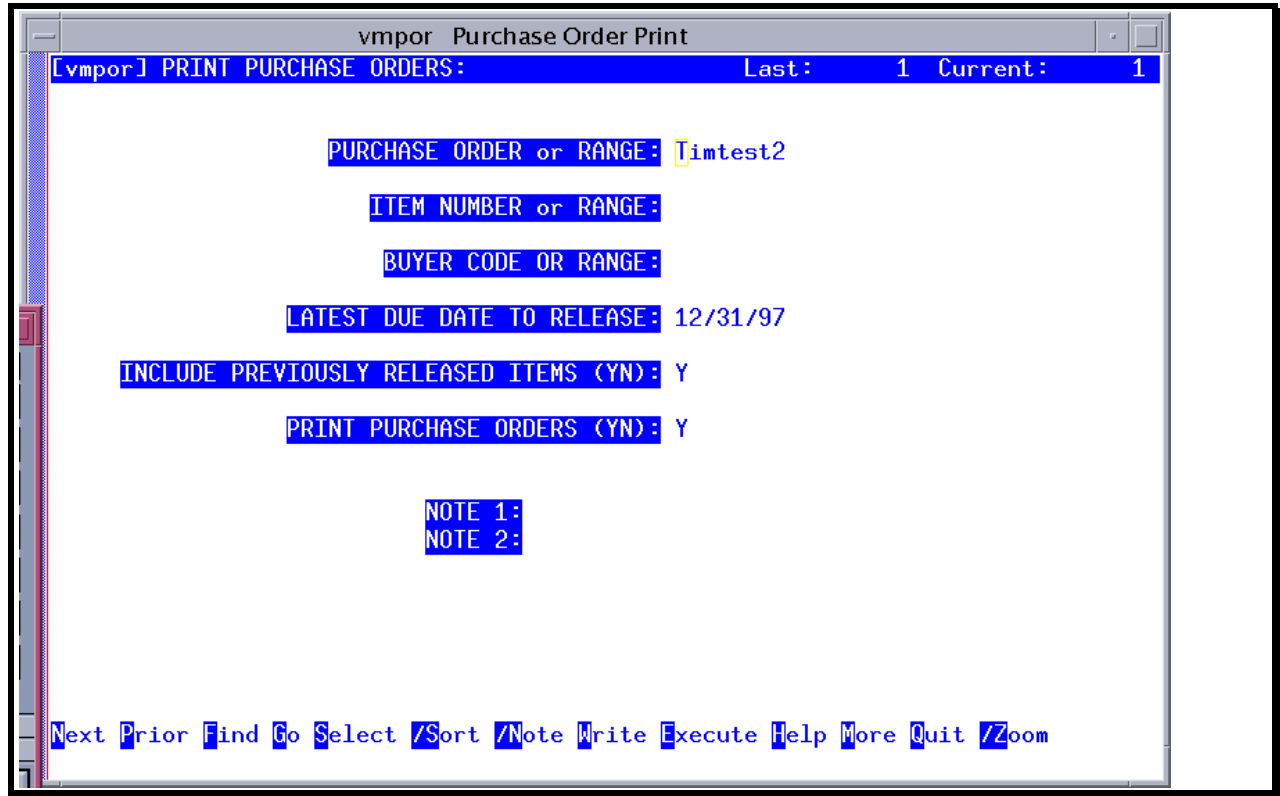 vmpor Purchase Order Print
[vmpor] PRINT PURCHASE ORDERS: Last: 1 Current: 1
PURCHASE ORDER or RANGE: Timtest2
ITEM NUMBER or RANGE:
BUYER CODE OR RANGE:
LATEST DUE DATE TO RELEASE: 12/31/97
INCLUDE PREVIOUSLY RELEASED ITEMS (YN): Y
PRINT PURCHASE ORDERS (YN): Y
NOTE 1:
NOTE 2:
Next Prior Find Go Select /Sort /Note Write Execute Help More Quit /Zoom